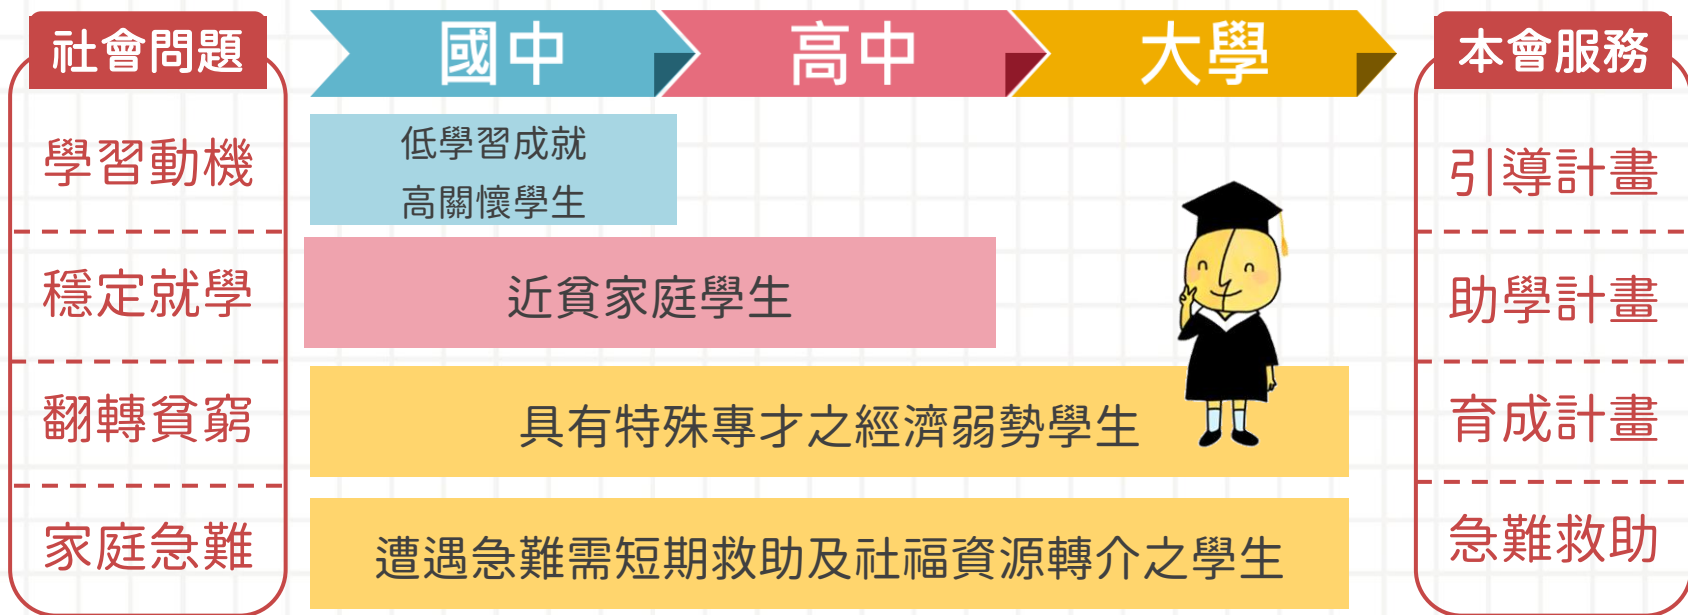 社會問題
國中
高中
大學
本會服務
學習動機
低學習成就
高關懷學生
引導計畫
穩定就學
近貧家庭學生
助學計畫
翻轉貧窮
具有特殊專才之經濟弱勢學生
育成計畫
家庭急難
遭遇急難需短期救助及社福資源轉介之學生
急難救助